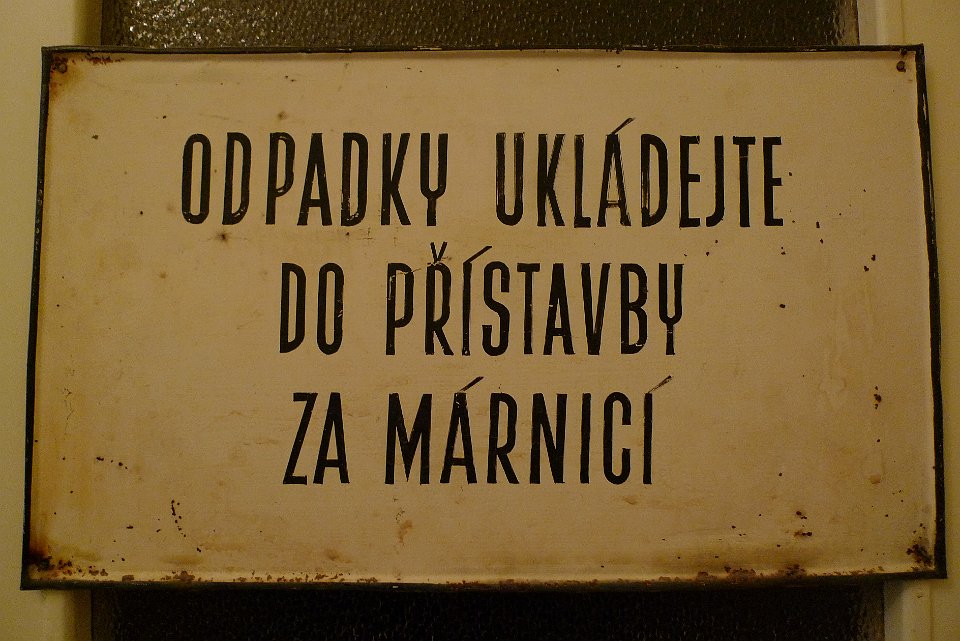 ODPADKY UKLÁDEJTE
DO PŘÍSTAVBY
ZA MÁRNICÍ